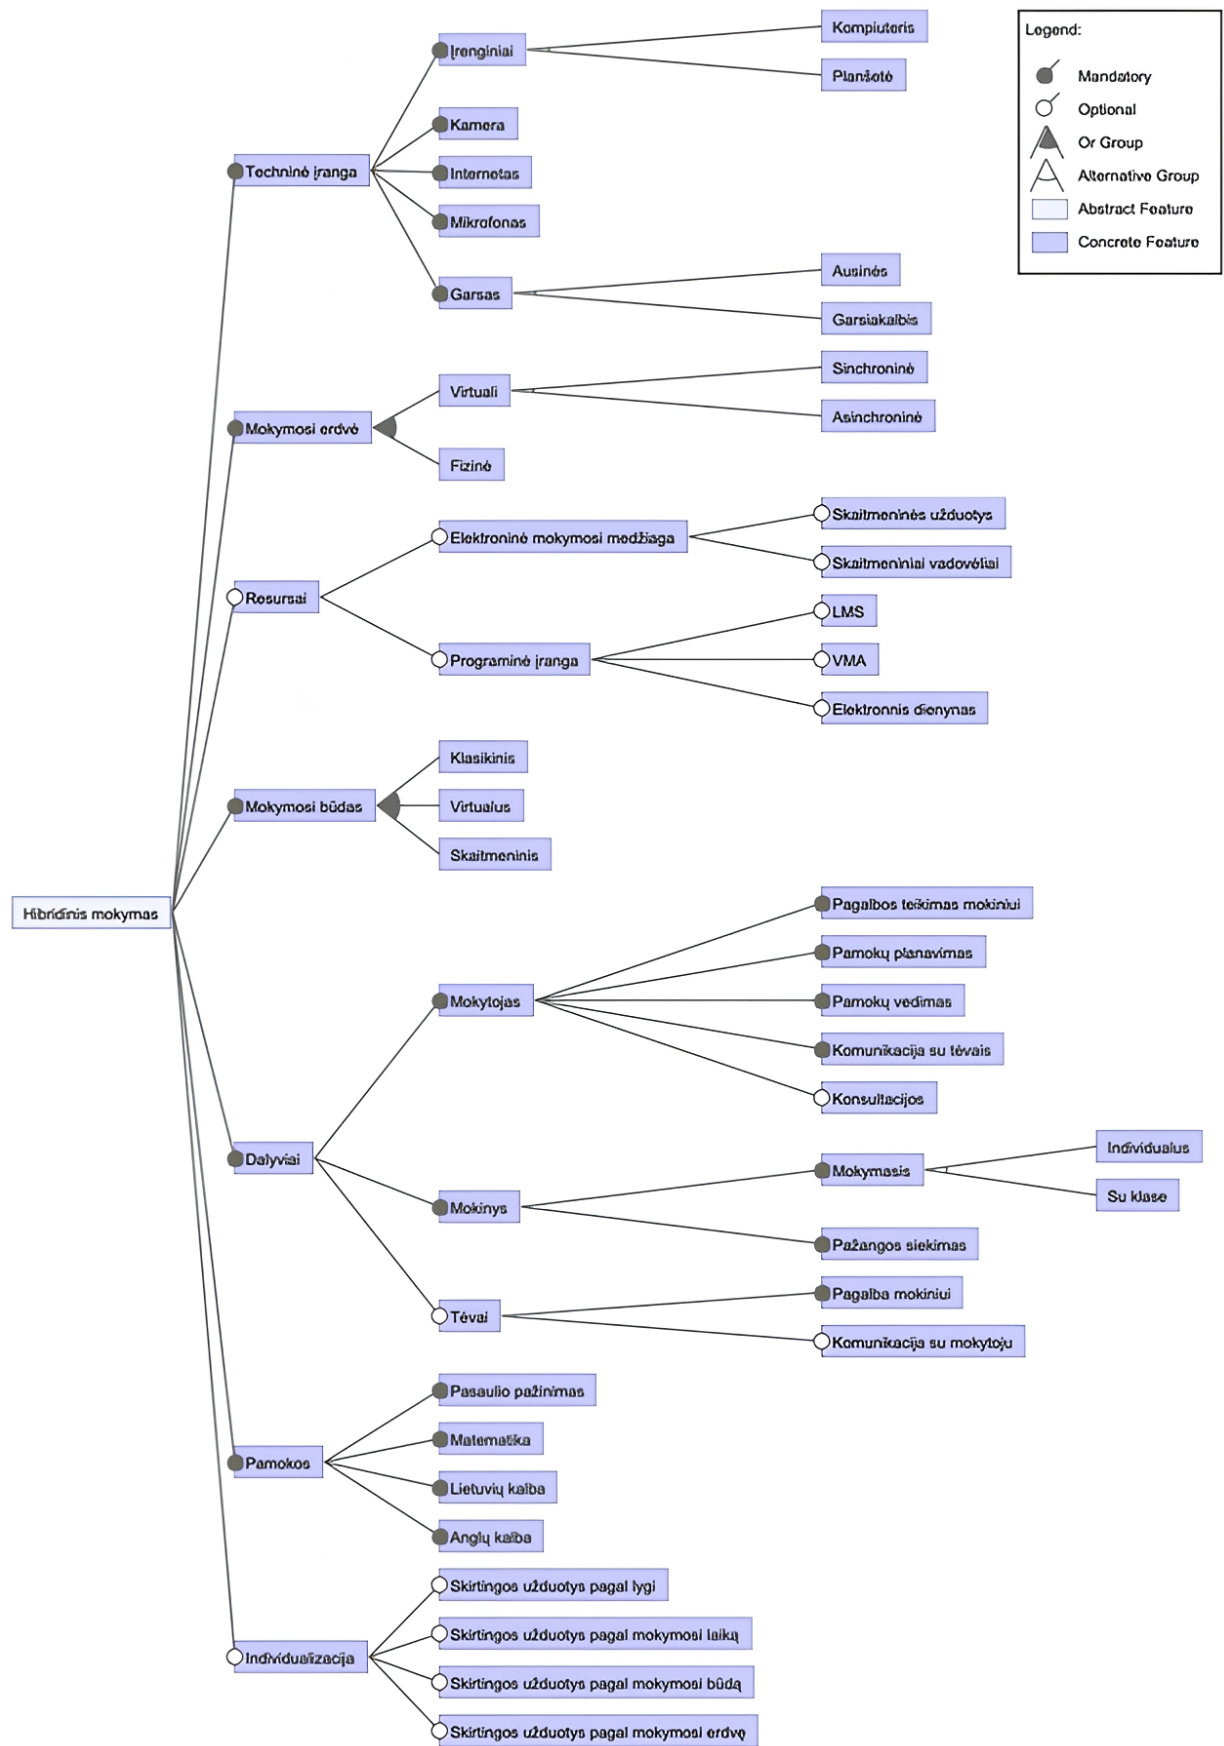 Legend:
Mandatory
Optional
Or Group
Alternative Group
Abstract Feature
Concrete Feature
Hibridinis mokymas
Techninė įranga
Įrenginiai
Kompiuteris
Planšetė
Kamera
Internetas
Mikrofonas
Garsas
Ausinės
Garsiakalbis
Mokymosi erdvė
Virtuali
Sinchroninė
Asinchroninė
Fizinė
Resursai
Elektroninė mokymosi medžiaga
Skaitmeninės užduotys
Skaitmeniniai vadovėliai
Programinė įranga
LMS
VMA
Elektronnis dienynas
Mokymosi būdas
Klasikinis
Virtualus
Skaitmeninis
Dalyviai
Mokytojas
Pagalbos teikimas mokiniui
Pamokų planavimas
Pamokų vedimas
Komunikacija su tėvais
Konsultacijos
Mokinys
Mokymasis
Individualus
Su klase
Pažangos siekimas
Tėvai
Pagalba mokiniui
Komunikacija su mokytoju
Pamokos
Pasaulio pažinimas
Matematika
Lietuvių kalba
Anglų kalba
Individualizacija
Skirtingos užduotys pagal lygi
Skirtingos užduotys pagal mokymosi laiką
Skirtingos užduotys pagal mokymosi būdą
Skirtingos užduotys pagal mokymosi erdvę